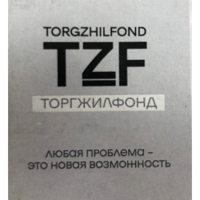 TORGZHILFOND
TZF
ТОРГЖИЛФОНД
ЛЮБАЯ ПРОБЛЕМА –
ЭТО НОВАЯ ВОЗМОЖНОСТЬ